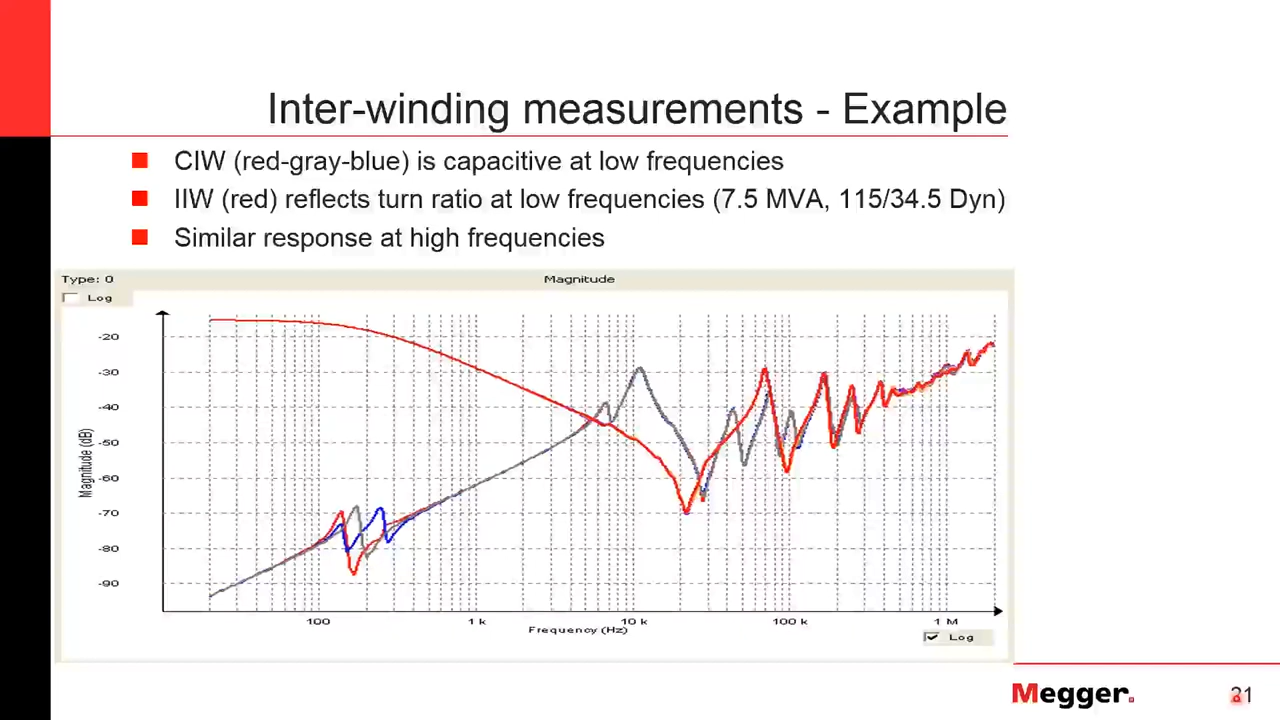 Inter-winding measurements - Example
CIW (red-gray-blue) is capacitive at low frequencies
IIW (red) reflects turn ratio at low frequencies (7.5 MVA, 115/34.5 Dyn)
Similar response at high frequencies
Type: 0
Magnitude
Log
-20
-30
-40
-50
-60
-70
-80
-90
Magnitude (dB)
100
1 k
10 k
100 k
1 M
Frequency (Hz)
Log
Megger.